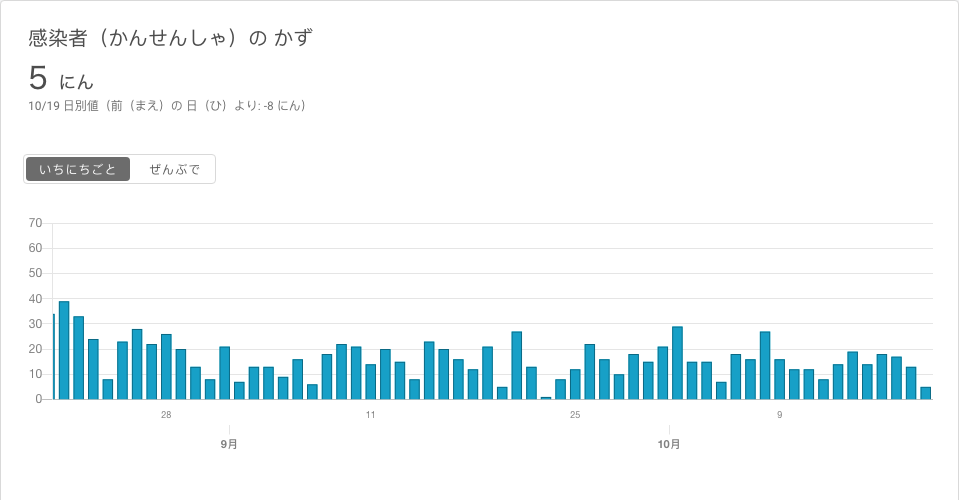 感染者（かんせんしゃ）の かず
5 にん
10/19 日別値（前（まえ）の 日（ひ）より: -8 にん）
いちにちごと ぜんぶで
70
60
50
40
30
20
10
0
28 11 25 9
9月 10月